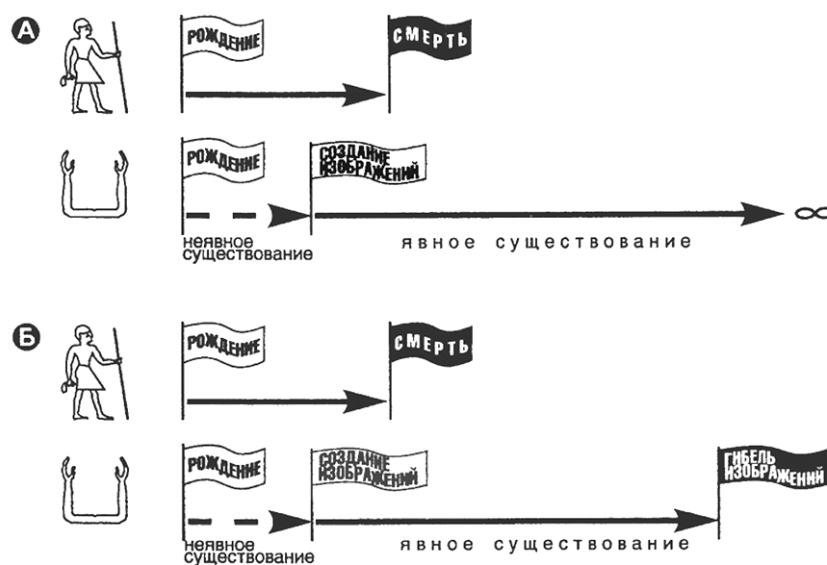 А
РОЖДЕНИЕ
СМЕРТЬ
РОЖДЕНИЕ
СОЗДАНИЕ
ИЗОБРАЖЕНИЙ
∞
неявное
существование
явное существование
Б
РОЖДЕНИЕ
СМЕРТЬ
РОЖДЕНИЕ
СОЗДАНИЕ
ИЗОБРАЖЕНИЙ
ГИБЕЛЬ
ИЗОБРАЖЕНИЙ
неявное
существование
явное существование